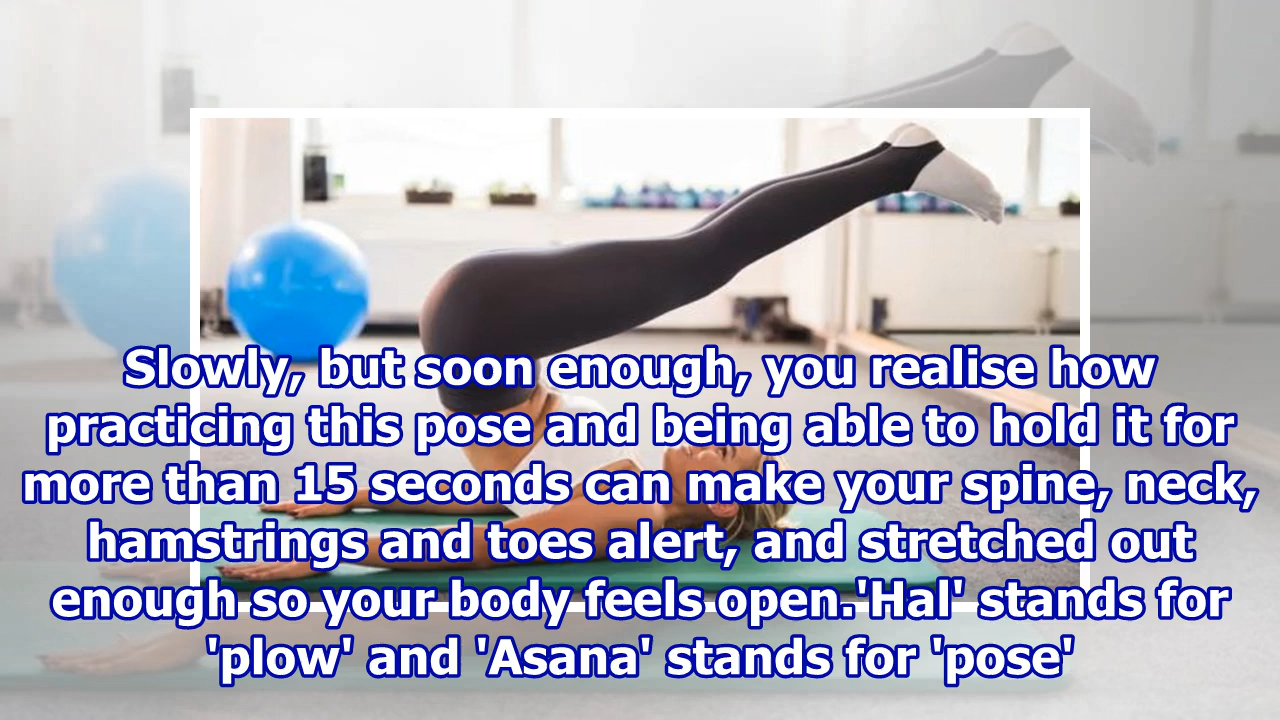 Slowly, but soon enough, you realise how
practicing this pose and being able to hold it for
more than 15 seconds can make your spine, neck,
hamstrings and toes alert, and stretched out
enough so your body feels open.'Hal' stands for
'plow' and 'Asana' stands for 'pose'